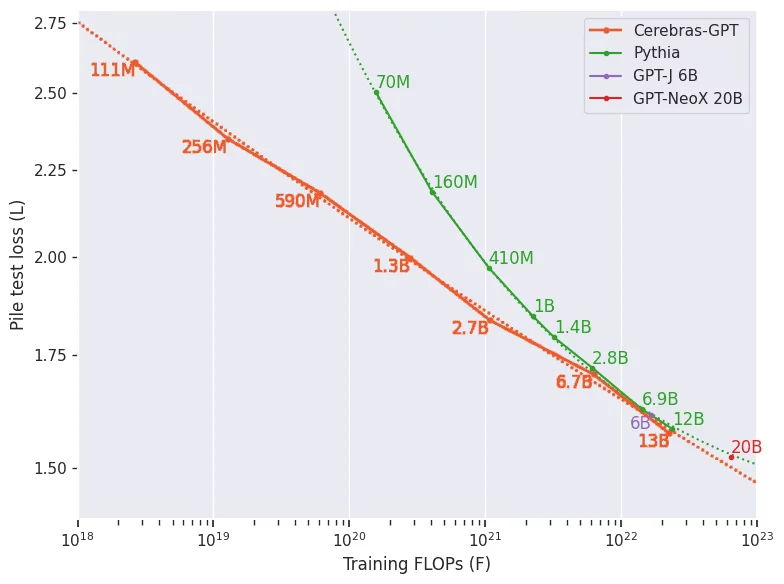 2.75
2.50
2.25
2.00
1.75
1.50
Pile test loss (L)
Cerebras-GPT
Pythia
GPT-J 6B
GPT-NeoX 20B
111M
70M
256M
160M
590M
410M
1.3B
1B
2.7B
1.4B
2.8B
6.7B
6.9B
6B
12B
13B
20B
10^18
10^19
10^20
10^21
10^22
10^23
Training FLOPs (F)